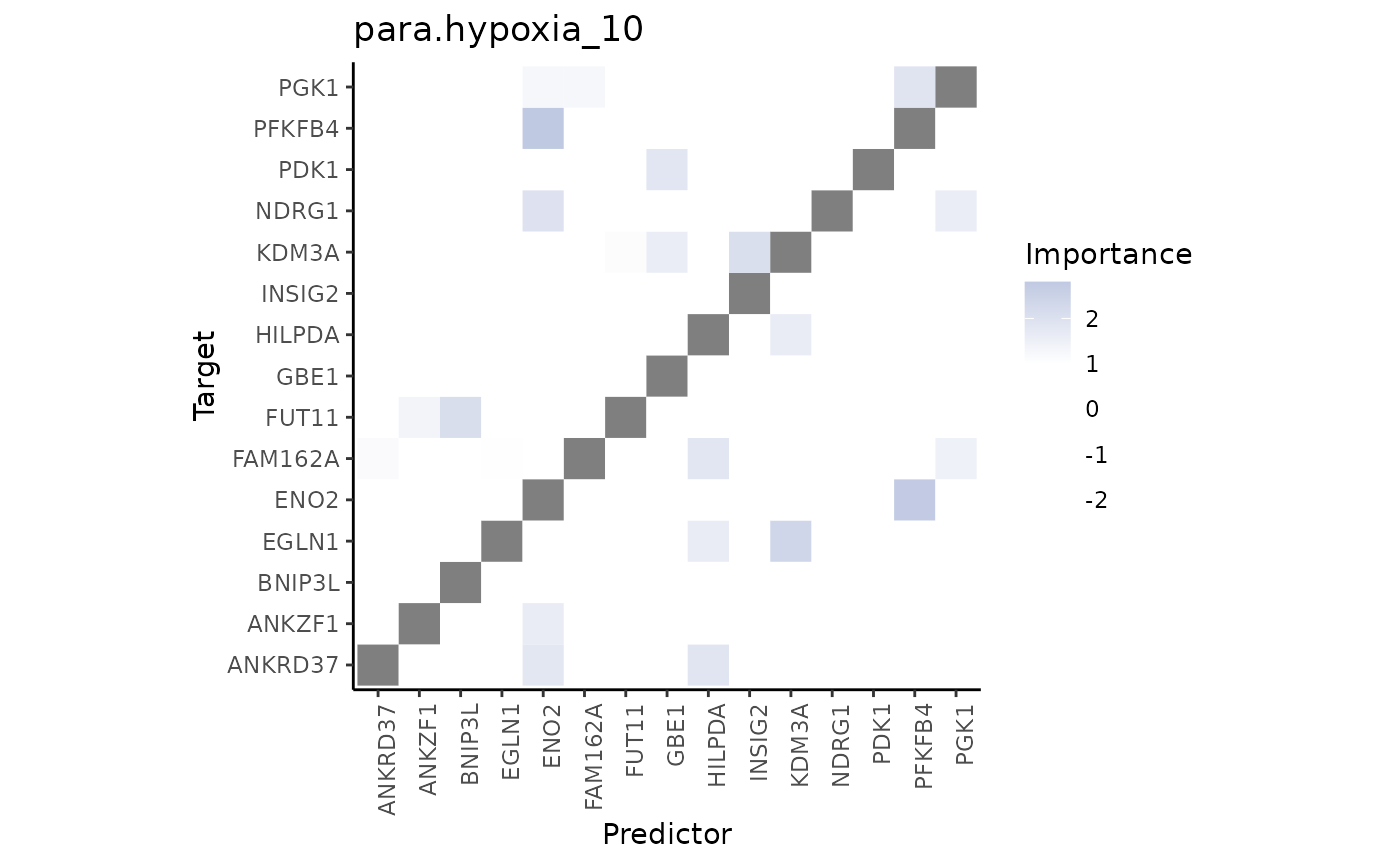 para.hypoxia_10
PGK1
PFKFB4
PDK1
NDRG1
KDM3A
INSIG2
HILPDA
GBE1
FUT11
FAM162A
ENO2
EGLN1
BNIP3L
ANKZF1
ANKRD37
Target
ANKRD37
ANKZF1
BNIP3L
EGLN1
ENO2
FAM162A
FUT11
GBE1
HILPDA
INSIG2
KDM3A
NDRG1
PDK1
PFKFB4
PGK1
Predictor
Importance
2
1
0
-1
-2